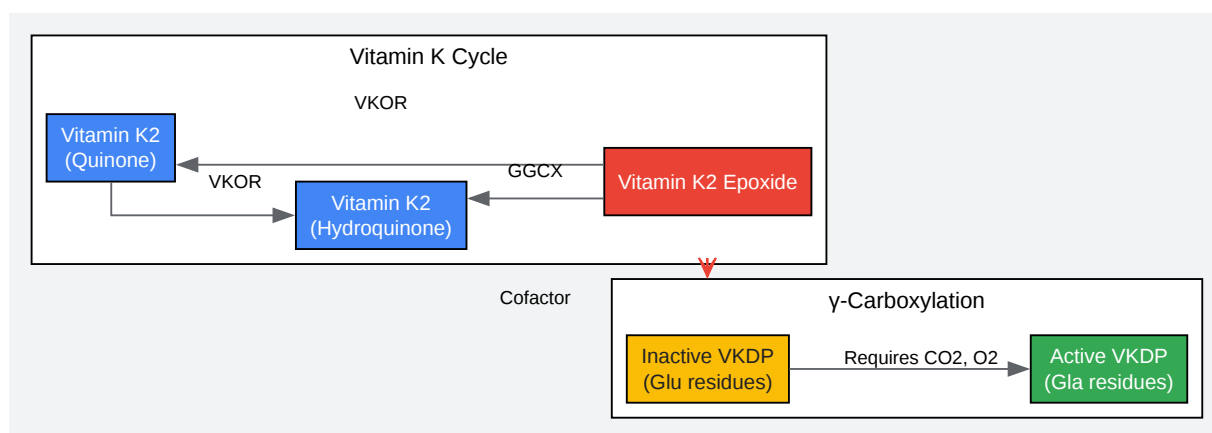 Vitamin K Cycle
VKOR
Vitamin K2
(Quinone)
VKOR
GGCX
Vitamin K2 Epoxide
Vitamin K2
(Hydroquinone)
Cofactor
γ-Carboxylation
Inactive VKDP
(Glu residues)
Requires CO2, O2
Active VKDP
(Gla residues)